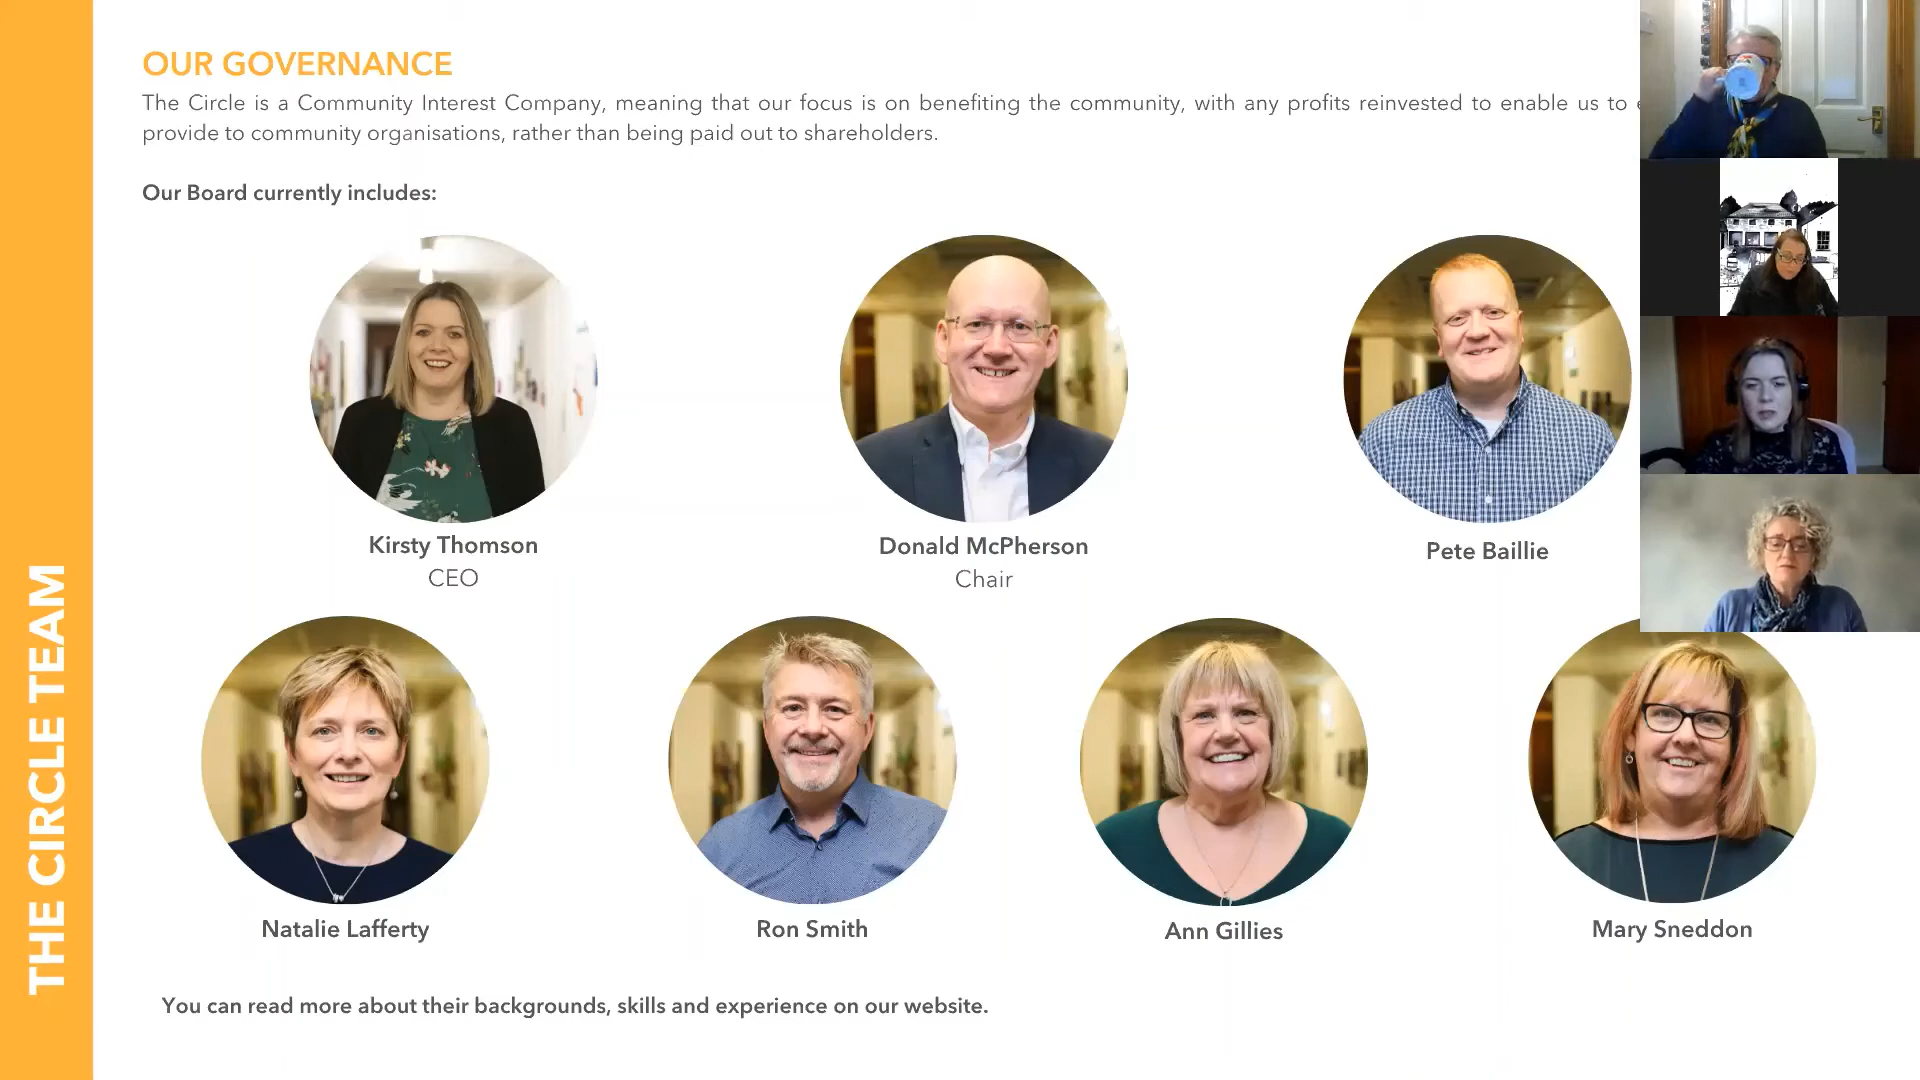 OUR GOVERNANCE
The Circle is a Community Interest Company, meaning that our focus is on benefiting the community, with any profits reinvested to enable us to
provide to community organisations, rather than being paid out to shareholders.
Our Board currently includes:
Kirsty Thomson
CEO
Donald McPherson
Chair
Pete Baillie
Natalie Lafferty
Ron Smith
Ann Gillies
Mary Sneddon
You can read more about their backgrounds, skills and experience on our website.
THE CIRCLE TEAM